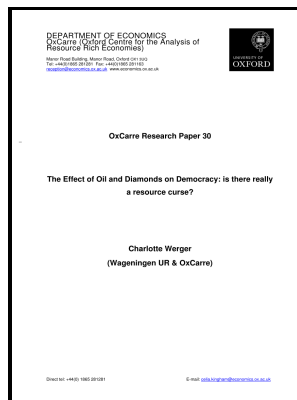 DEPARTMENT OF ECONOMICS
OxCarre (Oxford Centre for the Analysis of
Resource Rich Economies)
Manor Road Building, Manor Road, Oxford OX1 3UQ
Tel: +44(0)1865 281281 Fax: +44(0)1865 281163
reception@economics.ox.ac.uk www.economics.ox.ac.uk
UNIVERSITY OF
OXFORD
OxCarre Research Paper 30
The Effect of Oil and Diamonds on Democracy: is there really
a resource curse?
Charlotte Werger
(Wageningen UR & OxCarre)
Direct tel: +44(0) 1865 281281
E-mail: celia.kingham@economics.ox.ac.uk